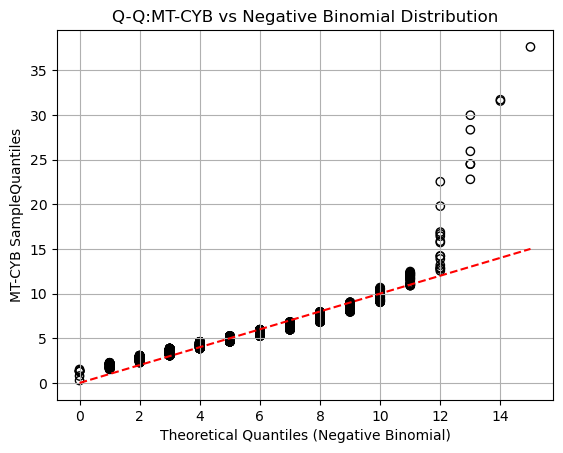 Q-Q:MT-CYB vs Negative Binomial Distribution
MT-CYB SampleQuantiles
35
30
25
20
15
10
5
0
0 2 4 6 8 10 12 14
Theoretical Quantiles (Negative Binomial)